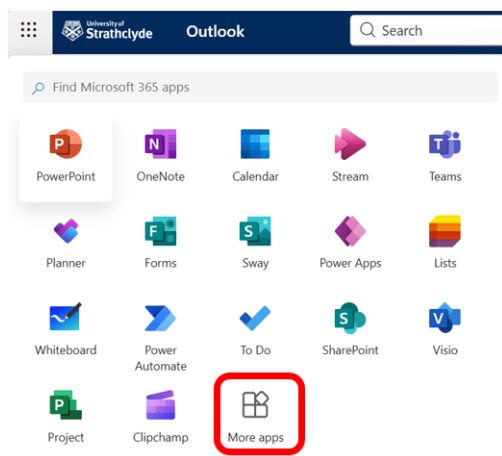 University of
Strathclyde Outlook Search
Find Microsoft 365 apps
PowerPoint OneNote Calendar Stream Teams
Planner Forms Sway Power Apps Lists
Whiteboard Power Automate To Do SharePoint Visio
Project Clipchamp More apps